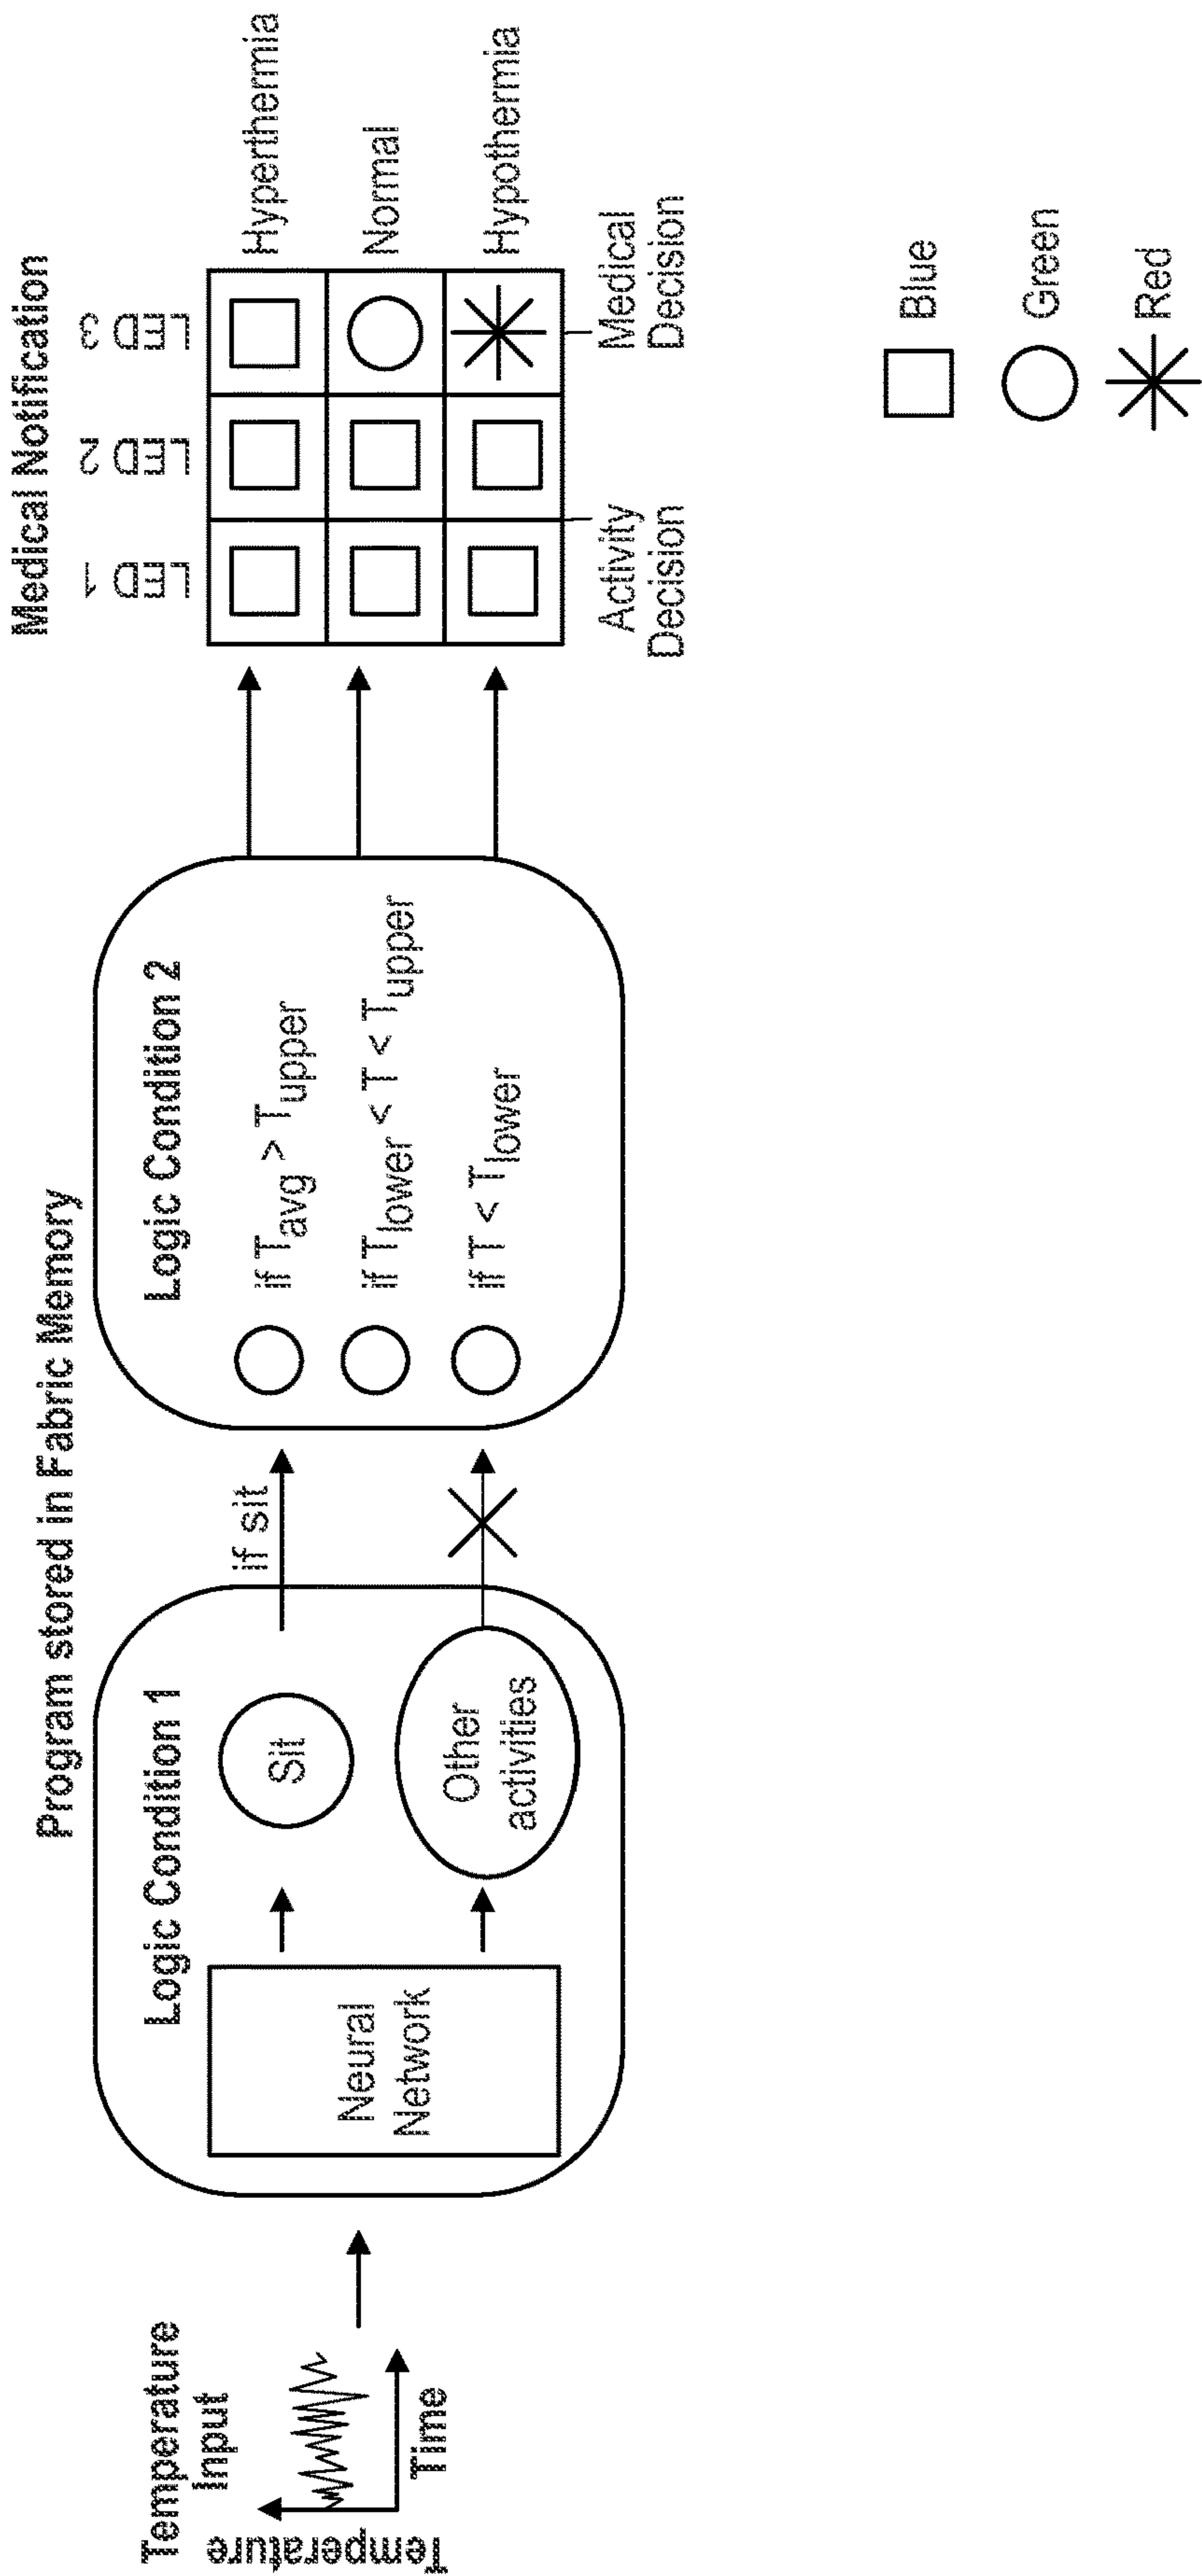 Program stored in Fabric Memory
Temperature
Input
Temperature
Time
Logic Condition 1
Neural
Network
Sit
Other
activities
if sit
Logic Condition 2
if Tavg > Tupper
if Tlower < T < Tupper
if T < Tlower
Medical Notification
LED 1
LED 2
LED 3
Hyperthermia
Normal
Hypothermia
Activity
Decision
Medical
Decision
Blue
Green
Red